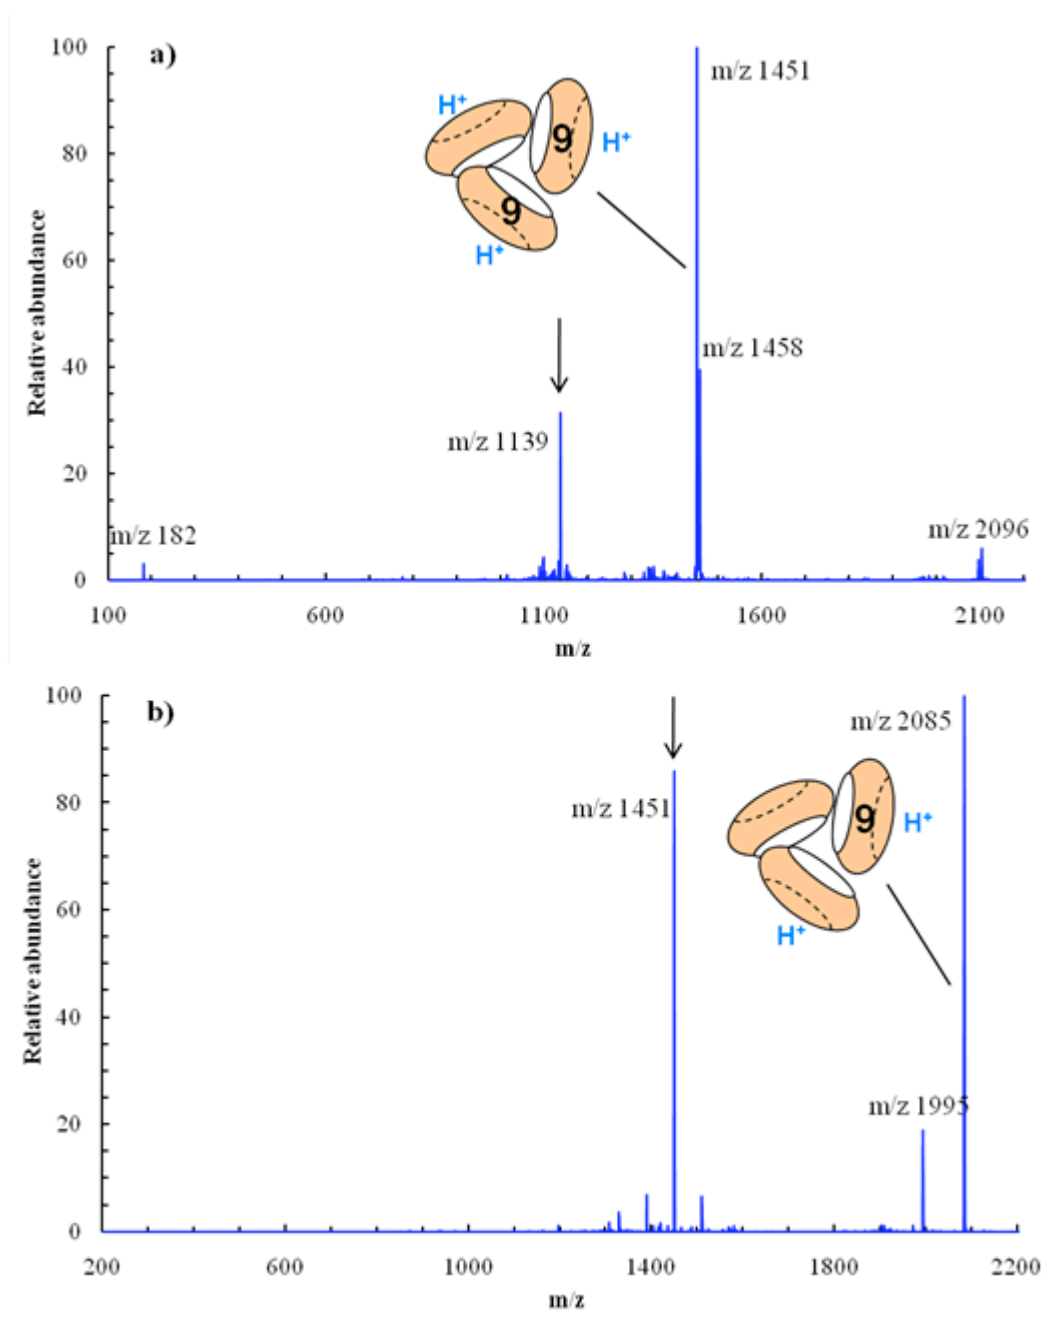 a)
100
80
60
40
20
0
Relative abundance
H⁺
9
H⁺
9
H⁺
m/z 1451
m/z 1458
m/z 1139
m/z 182
m/z 2096
100 600 1100 1600 2100
m/z
b)
100
80
60
40
20
0
Relative abundance
m/z 2085
m/z 1451
9
H⁺
H⁺
m/z 1995
200 600 1000 1400 1800 2200
m/z